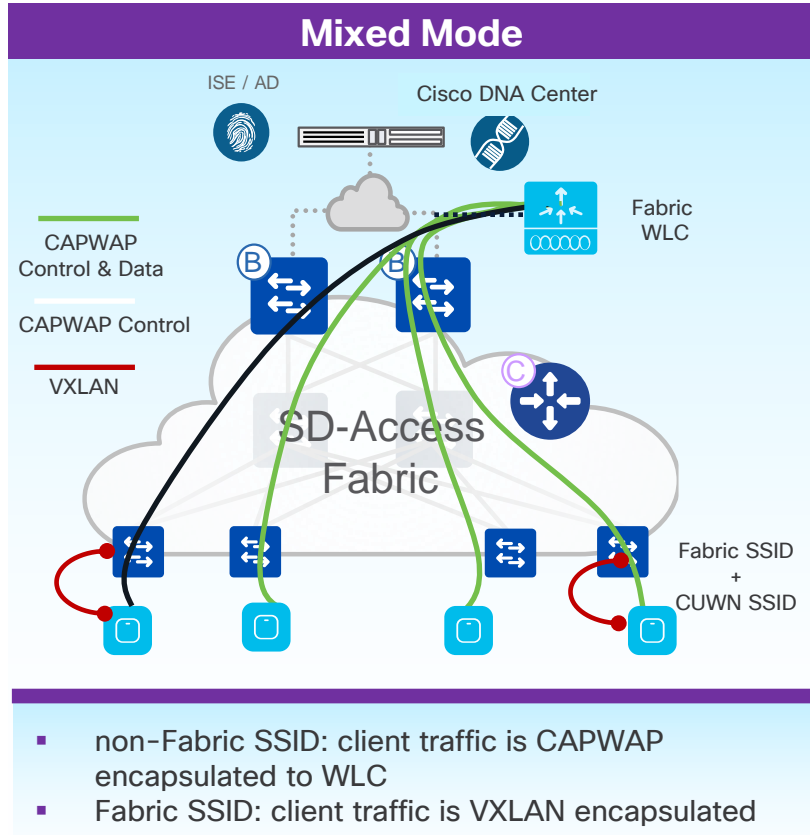 Mixed Mode
ISE / AD
Cisco DNA Center
Fabric
WLC
CAPWAP
Control & Data
B
B
CAPWAP Control
VXLAN
C
SD-Access
Fabric
Fabric SSID
+
CUWN SSID
▪ non-Fabric SSID: client traffic is CAPWAP
encapsulated to WLC
▪ Fabric SSID: client traffic is VXLAN encapsulated